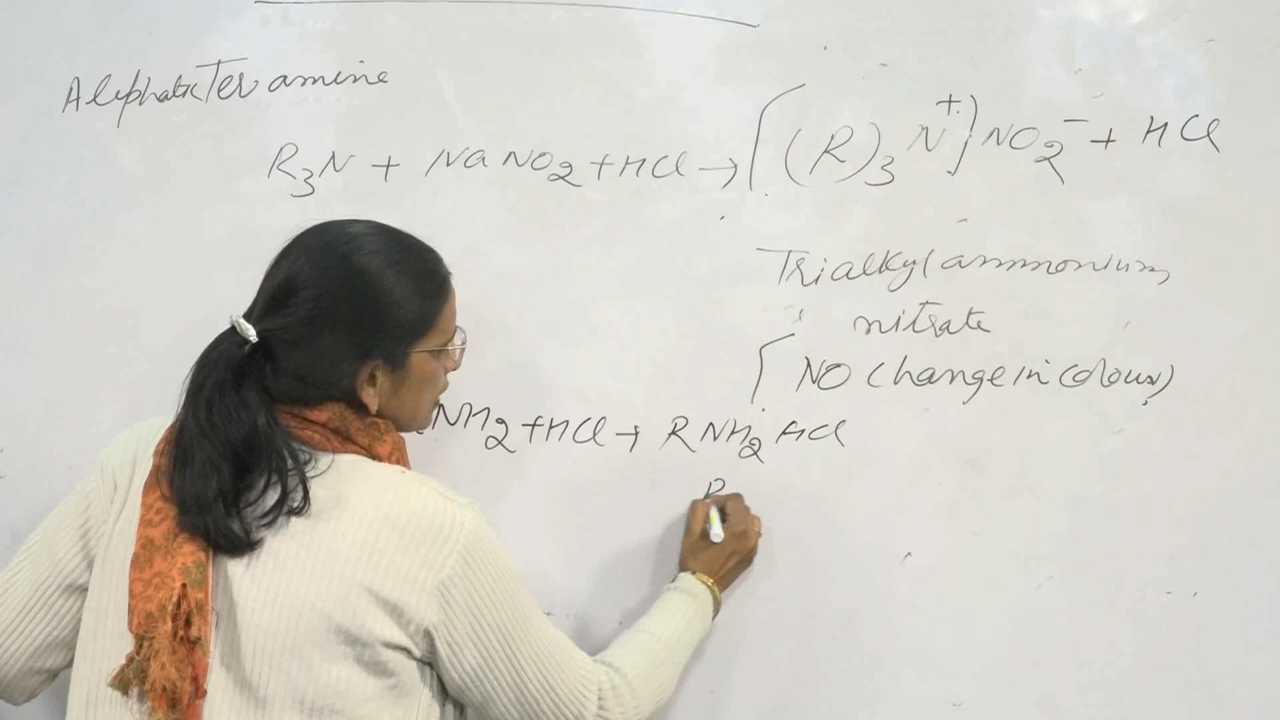 Aliphatic Ter amine
R₃N + NaNO₂ + HCl → [(R)₃ N⁺] NO₂⁻ + HCl
Trialkyl ammonium
nitrate
[NO change in colour)
NH₂ + HCl → RNH₂ HCl
R